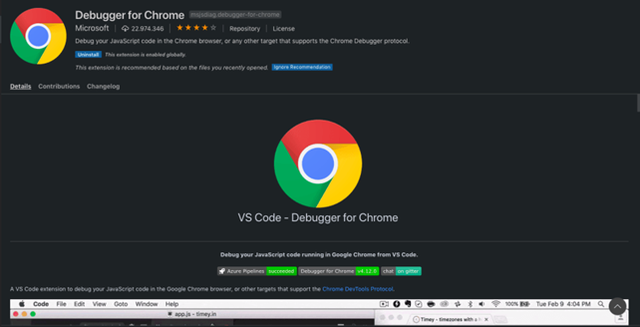 Debugger for Chrome msjsdiag.debugger-for-chrome
Microsoft 22.974.346 Repository License
Debug your JavaScript code in the Chrome browser, or any other target that supports the Chrome Debugger protocol.
Uninstall This extension is enabled globally.
This extension is recommended based on the files you recently opened. Ignore Recommendation
Details Contributions Changelog
VS Code - Debugger for Chrome
Debug your JavaScript code running in Google Chrome from VS Code.
Azure Pipelines succeeded Debugger for Chrome v4.12.0 chat on gitter
A VS Code extension to debug your JavaScript code in the Google Chrome browser, or other targets that support the Chrome DevTools Protocol.
Code File Edit View Goto Window Help 100% Tue Feb 9 4:04 PM
app.js - timey.in Timey - timezones with a